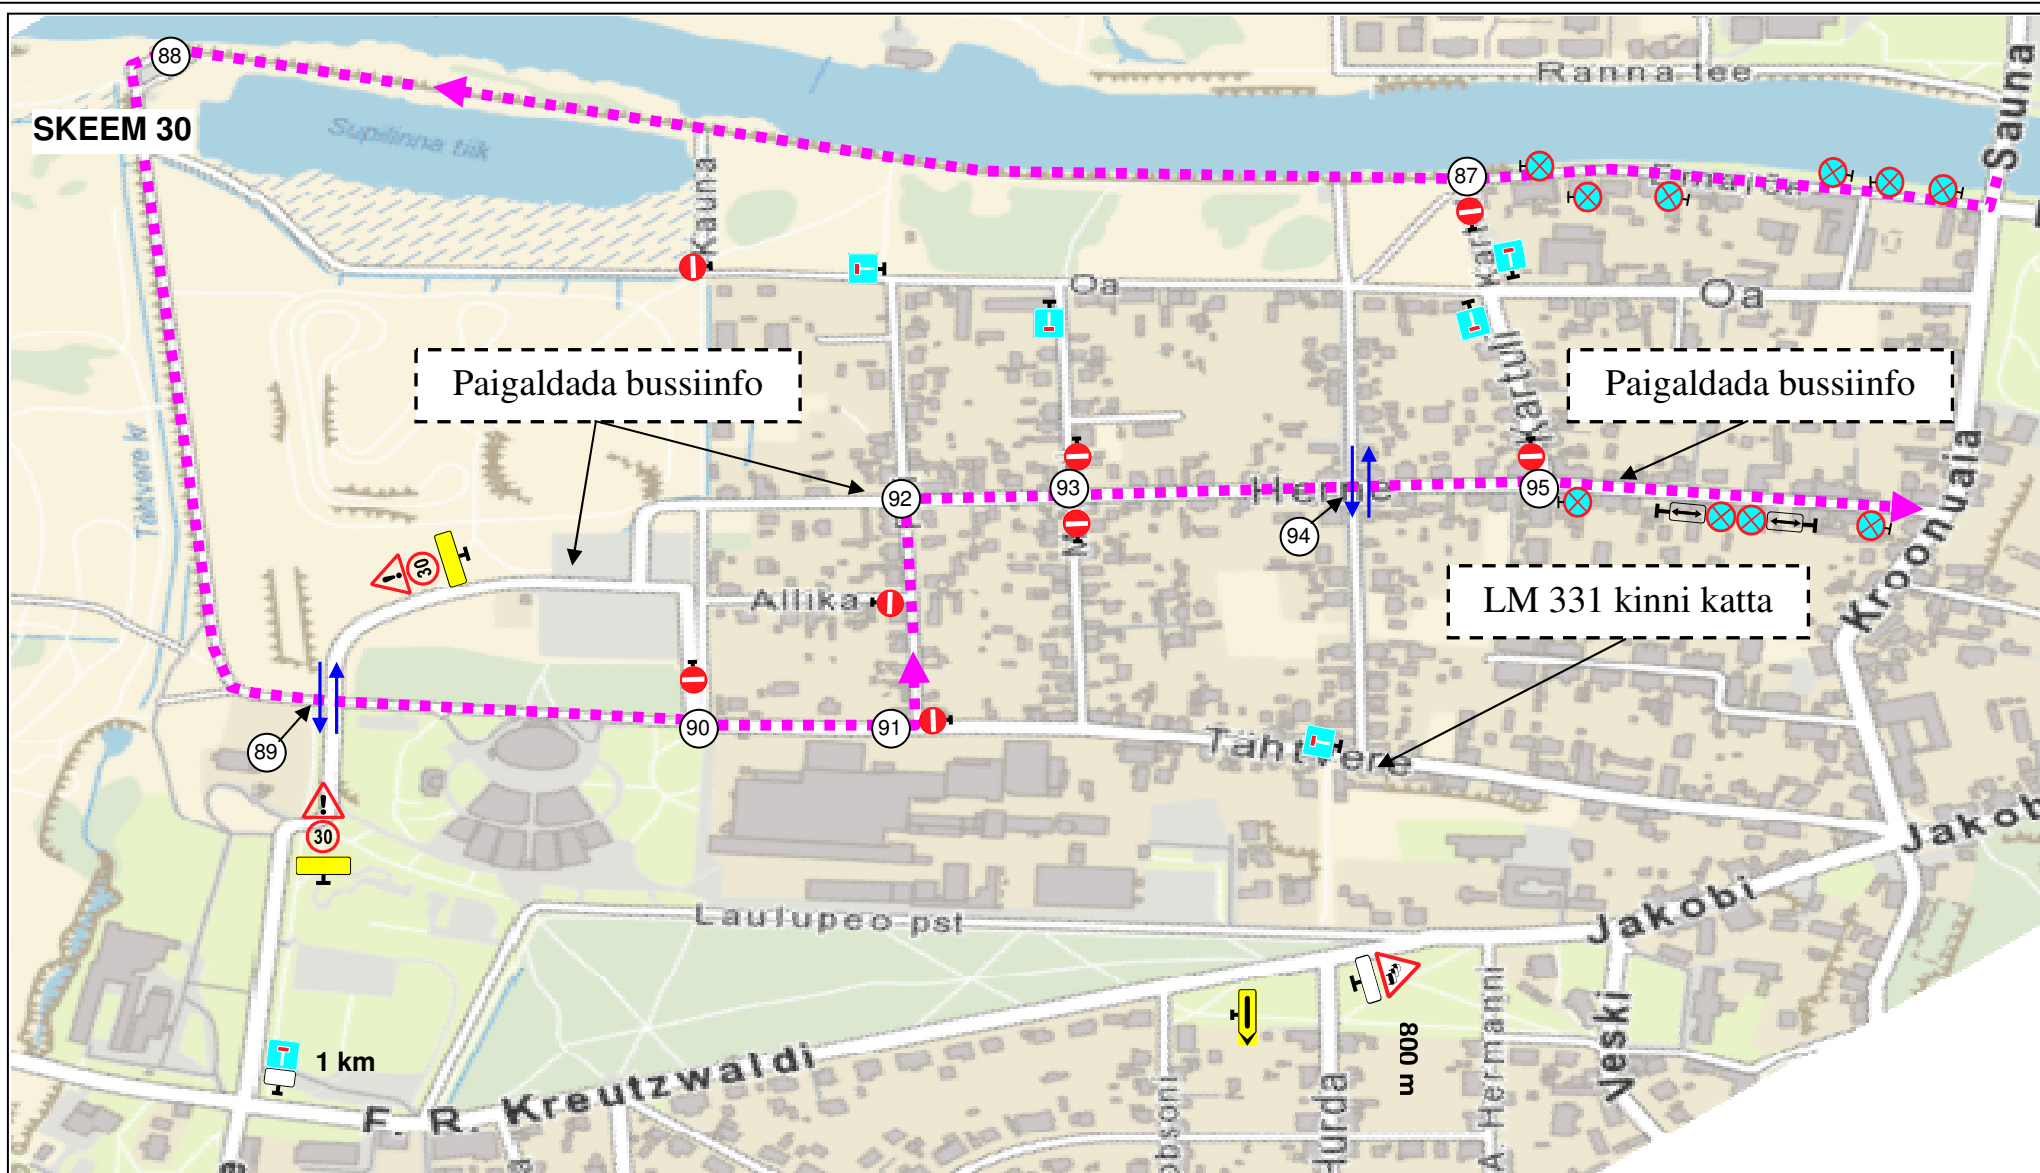 88
Ranna tee
Sauna
SKEEM 30
Supilinna tiik
Kauna
87
Oa
Oa
Kartuli
Paigaldada bussiinfo
Paigaldada bussiinfo
Tähtvere
92
93
Herne
95
94
Kroonuaia
30
Allika
LM 331 kinni katta
90
91
89
Tähtvere
30
Jakobi
Laulupeo pst
Jakobi
1 km
800 m
A. Hermanni
Veski
Hurda
F. R. Kreutzwaldi